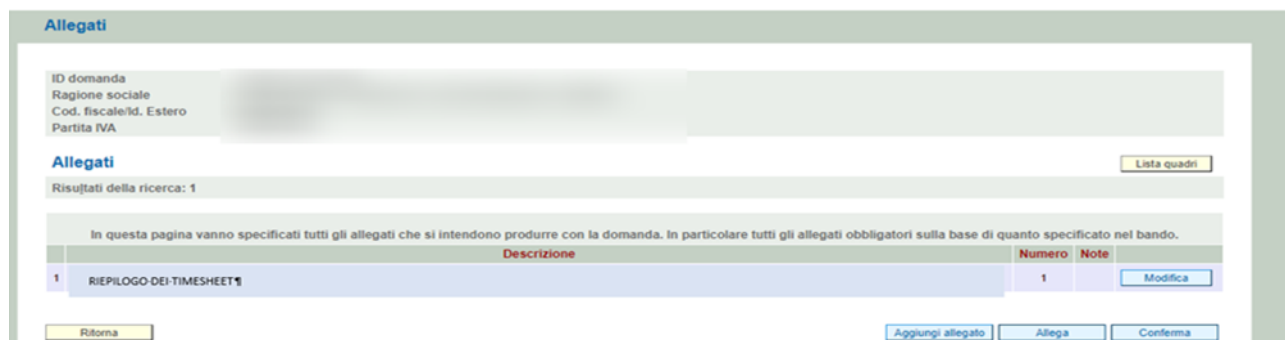 Allegati
ID domanda
Ragione sociale
Cod. fiscale/Id. Estero
Partita IVA
Allegati
Lista quadri
Risultati della ricerca: 1
In questa pagina vanno specificati tutti gli allegati che si intendono produrre con la domanda. In particolare tutti gli allegati obbligatori sulla base di quanto specificato nel bando.
Descrizione Numero Note
1 RIEPILOGO·DEI·TIMESHEET¶ 1 Modifica
Ritorna Aggiungi allegato Allega Conferma